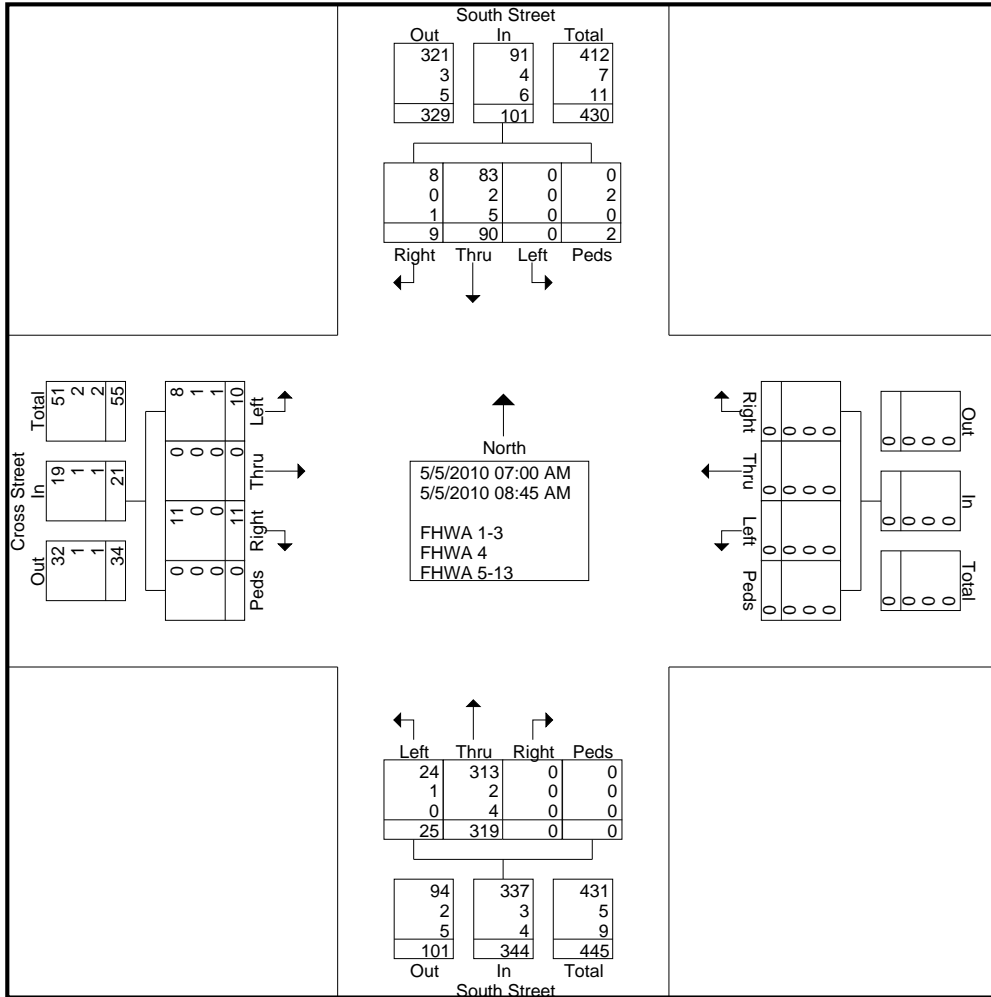 South Street
Out In Total
321 91 412
3 4 7
5 6 11
329 101 430
8 83 0 0
0 2 0 2
1 5 0 0
9 90 0 2
Right Thru Left Peds
Cross Street
Total
51
2
2
55
In
19
1
1
21
Out
32
1
1
34
Left
8
1
1
10
Thru
0
0
0
0
Right
11
0
0
11
Peds
0
0
0
0
North
5/5/2010 07:00 AM
5/5/2010 08:45 AM
FHWA 1-3
FHWA 4
FHWA 5-13
Right
0
0
0
0
Thru
0
0
0
0
Left
0
0
0
0
Peds
0
0
0
0
Out
0
0
0
0
In
0
0
0
0
Total
0
0
0
0
Left Thru Right Peds
24 313 0 0
1 2 0 0
0 4 0 0
25 319 0 0
94 337 431
2 3 5
5 4 9
101 344 445
Out In Total
South Street